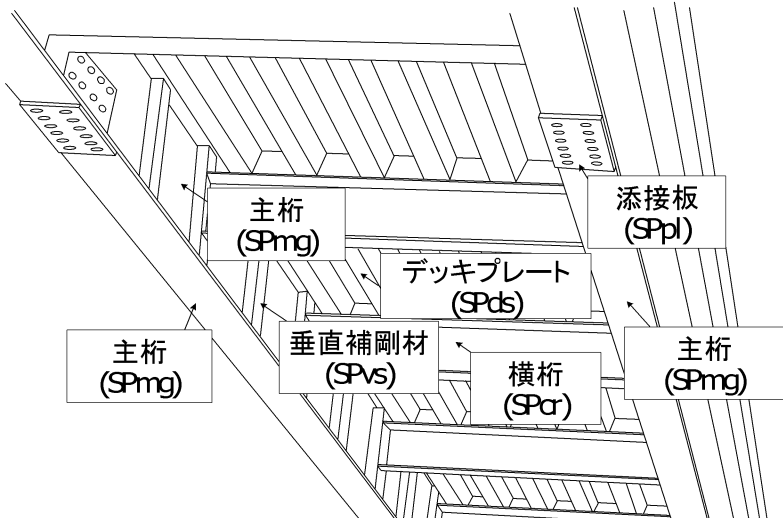 添接板
(SPpl)
主桁
(SPmg)
デッキプレート
(SPds)
主桁
(SPmg)
垂直補剛材
(SPvs)
横桁
(SPcr)
主桁
(SPmg)